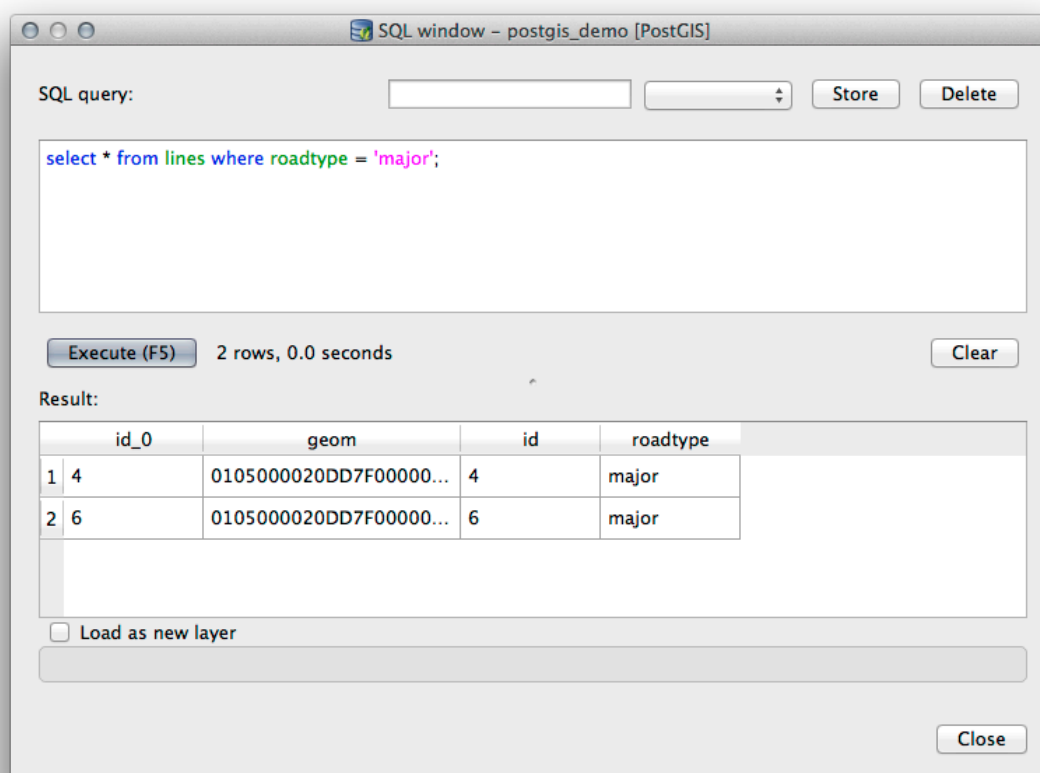 SQL window – postgis_demo [PostGIS]
SQL query:
Store
Delete
select * from lines where roadtype = 'major';
Execute (F5)
2 rows, 0.0 seconds
Clear
Result:
id_0 geom id roadtype
1 4 0105000020DD7F00000... 4 major
2 6 0105000020DD7F00000... 6 major
Load as new layer
Close